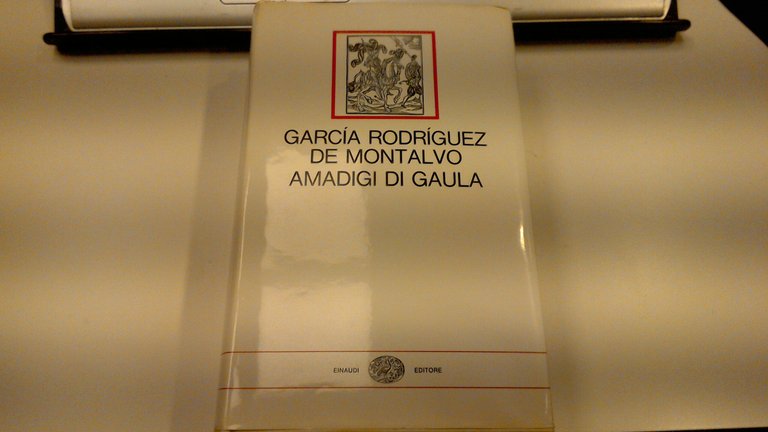 GARCÍA RODRÍGUEZ
DE MONTALVO
AMADIGI DI GAULA
EINAUDI EDITORE